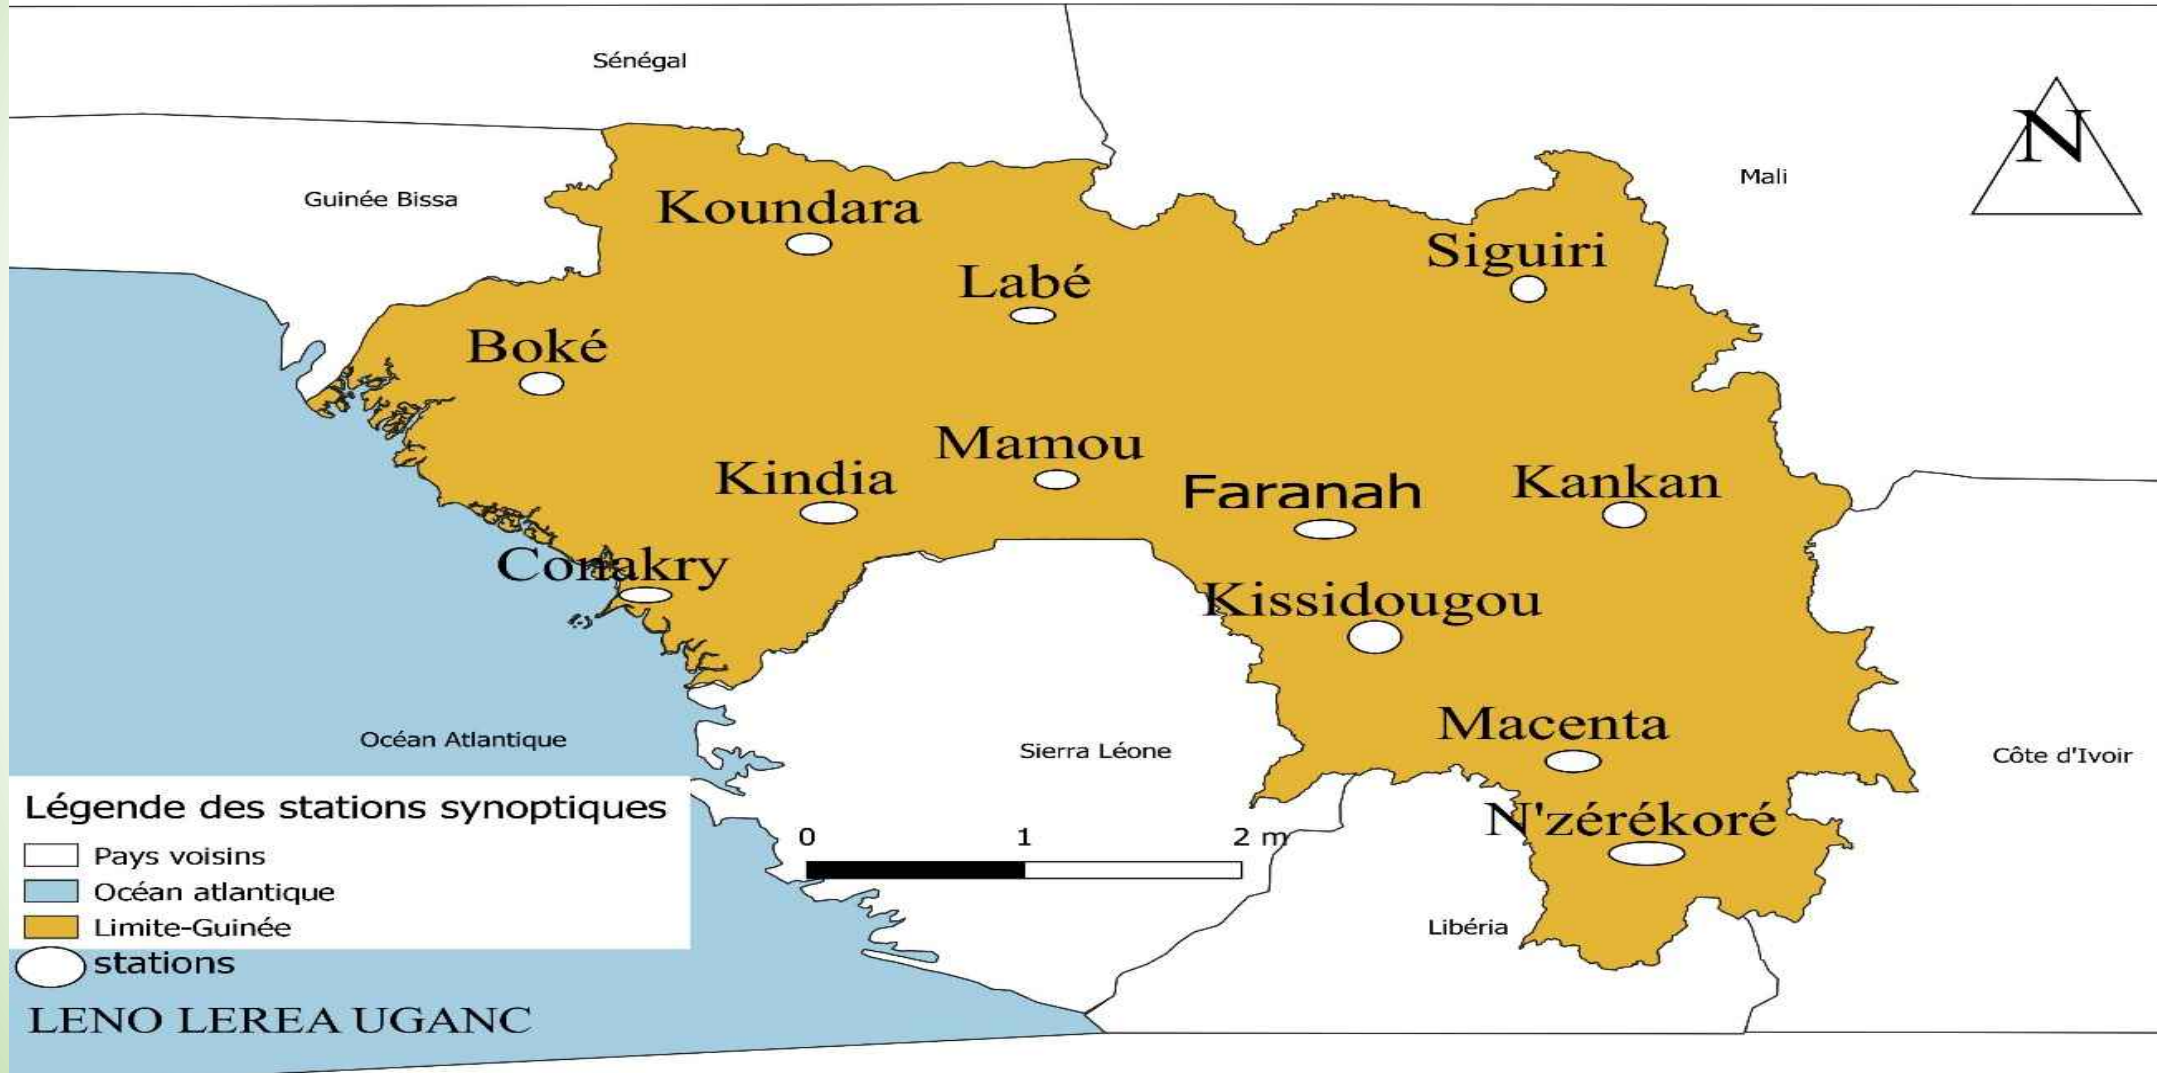 Sénégal
N
Mali
Guinée Bissa
Koundara
Siguiri
Labé
Boké
Mamou
Kindia
Faranah
Kankan
Conakry
Kissidougou
Macenta
Océan Atlantique
Sierra Léone
Côte d'Ivoir
N'zérékoré
Libéria
0 1 2 m
Légende des stations synoptiques
Pays voisins
Océan atlantique
Limite-Guinée
stations
LENO LEREA UGANC